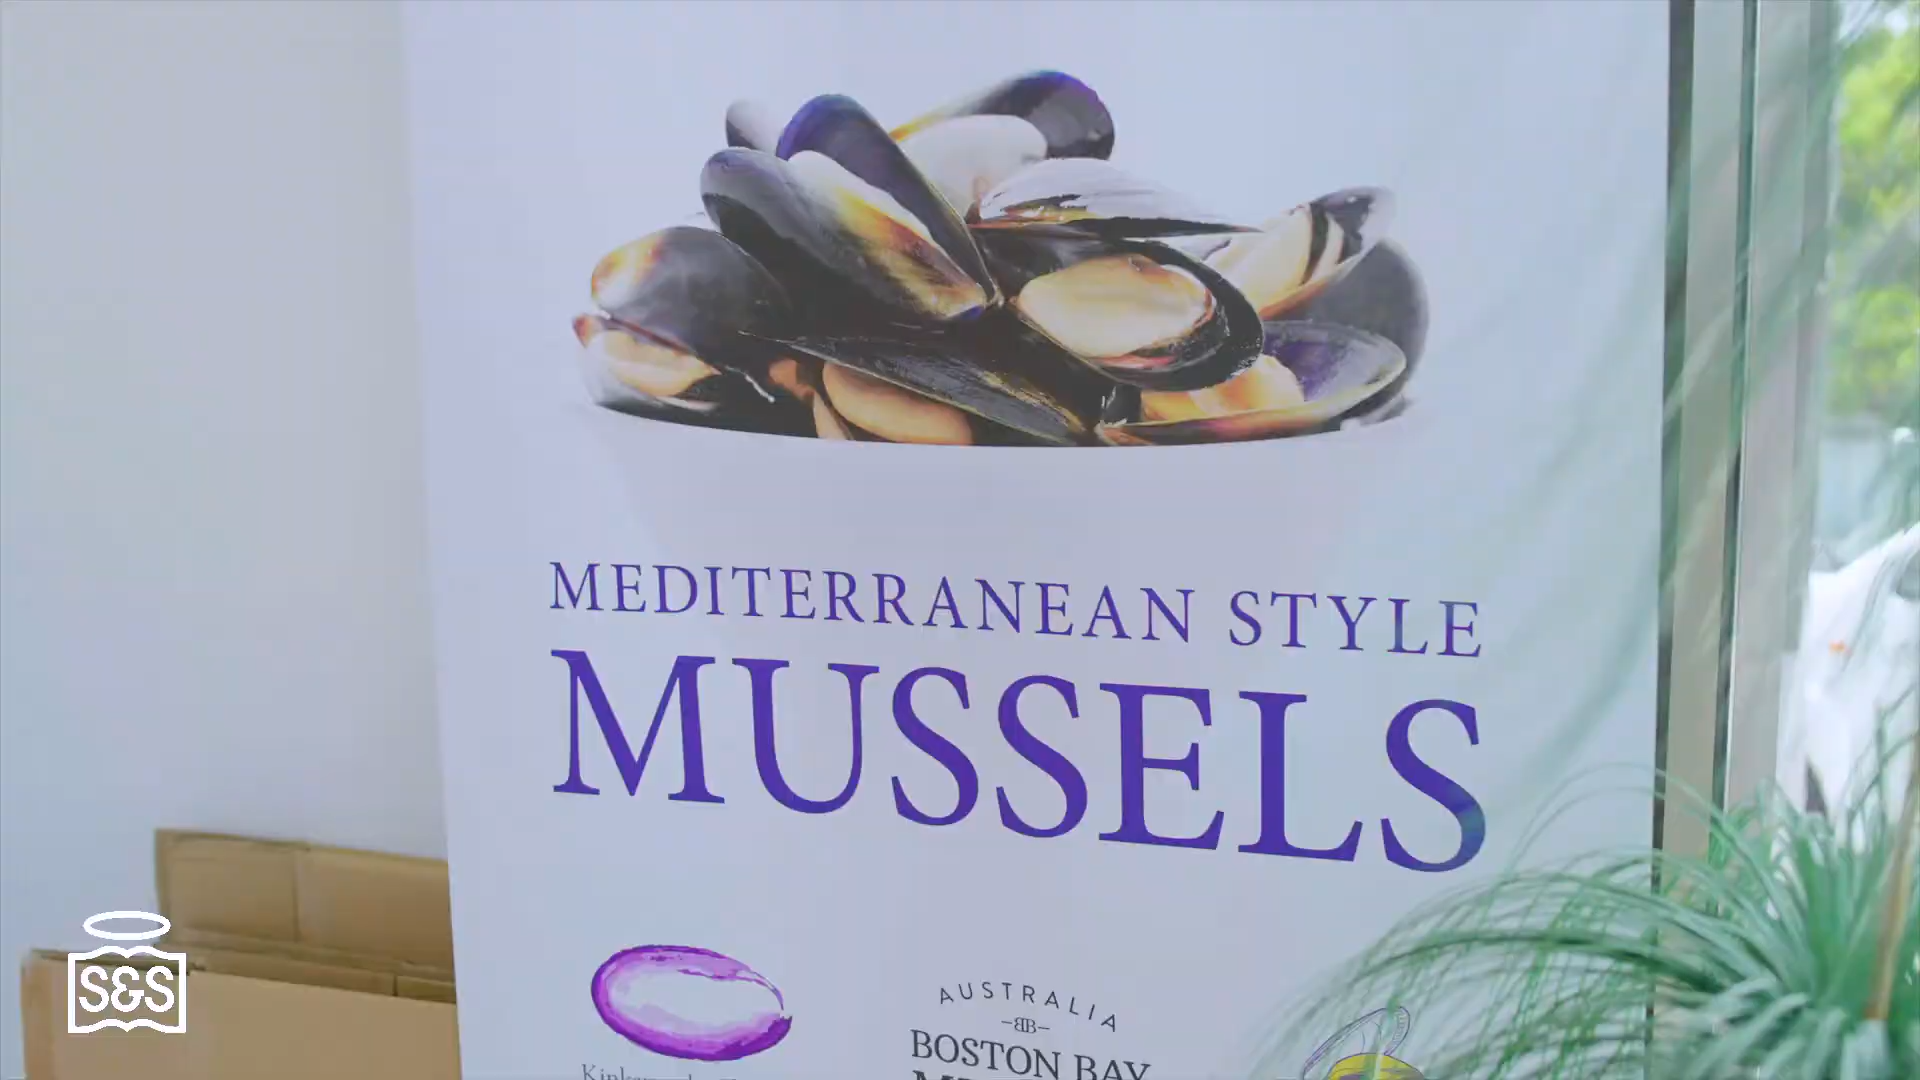 MEDITERRANEAN STYLE
MUSSELS
AUSTRALIA
BB
BOSTON BAY
S&S